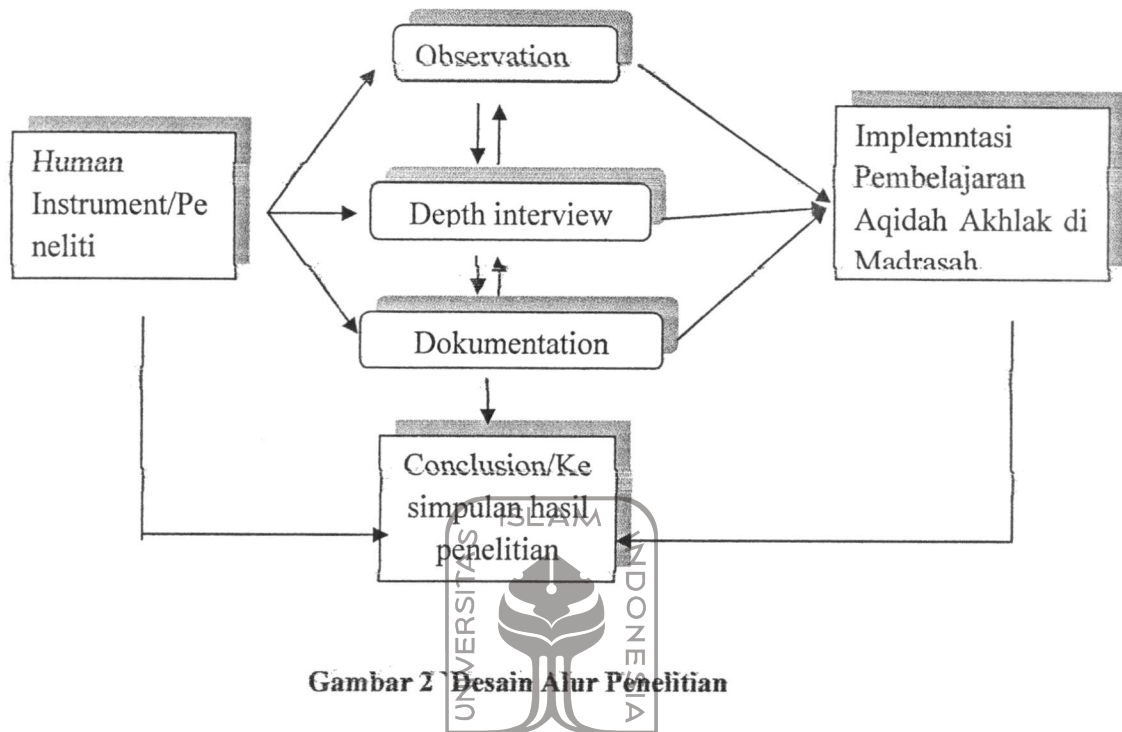 Observation
Human
Instrument/Pe
neliti
Depth interview
Implemntasi
Pembelajaran
Aqidah Akhlak di
Madrasah
Dokumentation
Conclusion/Ke
simpulan hasil
penelitian
UNIVERSITAS
ISLAM
INDONESIA
Gambar 2 Desain Alur Penelitian